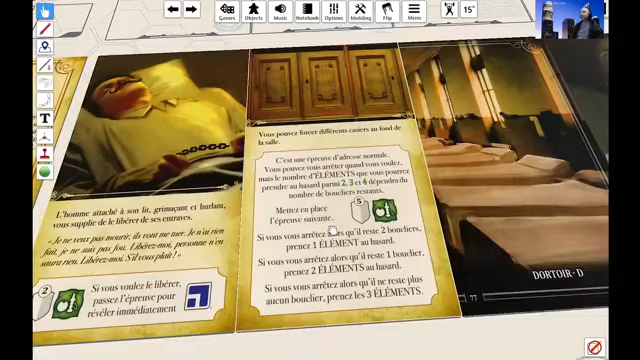 Games
Objects
Music
Notebook
Options
Modding
Flip
Menu
15°
T
L'homme attaché à son lit, grimaçant et hurlant,
vous supplie de le libérer de ses entraves.
« Je ne veux pas mourir, ils vont me tuer. Je n'ai rien
fait, je ne suis pas fou. Libérez-moi, personne n'en
saura rien. Libérez-moi. S'il vous plaît ! »
2
Si vous voulez le libérer,
passez l'épreuve pour
révéler immédiatement
Vous pouvez forcer différents casiers au fond de
la salle.
C'est une épreuve d'adresse normale.
Vous pouvez vous arrêter quand vous voulez,
mais le nombre d'ÉLÉMENTS que vous pourrez
prendre au hasard parmi 2, 3 et 4 dépendra du
nombre de boucliers restants.
Mettez en place
l'épreuve suivante.
5
Si vous vous arrêtez alors qu'il reste 2 boucliers,
prenez 1 ÉLÉMENT au hasard.
Si vous vous arrêtez alors qu'il reste 1 bouclier,
prenez 2 ÉLÉMENTS au hasard.
Si vous vous arrêtez alors qu'il ne reste plus
aucun bouclier, prenez les 3 ÉLÉMENTS.
DORTOIR - D
77